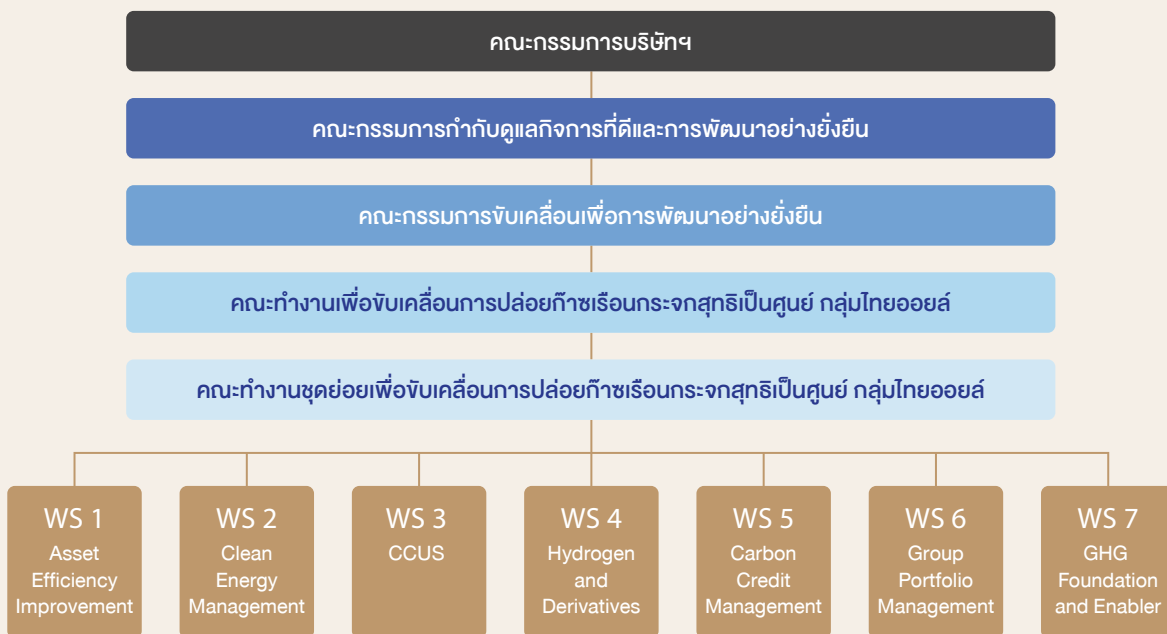 คณะกรรมการบริษัทฯ
คณะกรรมการกำกับดูแลกิจการที่ดีและการพัฒนาอย่างยั่งยืน
คณะกรรมการขับเคลื่อนเพื่อการพัฒนาอย่างยั่งยืน
คณะทำงานเพื่อขับเคลื่อนการปล่อยก๊าซเรือนกระจกสุทธิเป็นศูนย์ กลุ่มไทยออยล์
คณะทำงานชุดย่อยเพื่อขับเคลื่อนการปล่อยก๊าซเรือนกระจกสุทธิเป็นศูนย์ กลุ่มไทยออยล์
WS 1
Asset
Efficiency
Improvement
WS 2
Clean
Energy
Management
WS 3
CCUS
WS 4
Hydrogen
and
Derivatives
WS 5
Carbon
Credit
Management
WS 6
Group
Portfolio
Management
WS 7
GHG
Foundation
and Enabler